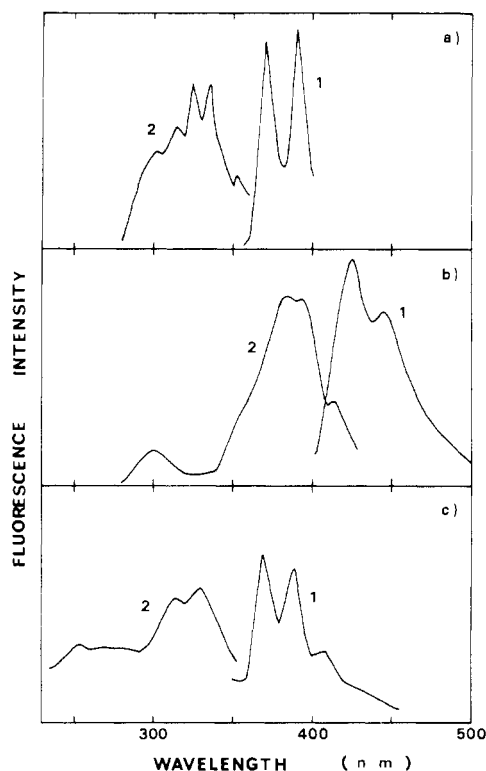 a)
1
2
b)
1
2
c)
1
2
FLUORESCENCE INTENSITY
300 400 500
WAVELENGTH ( n m )